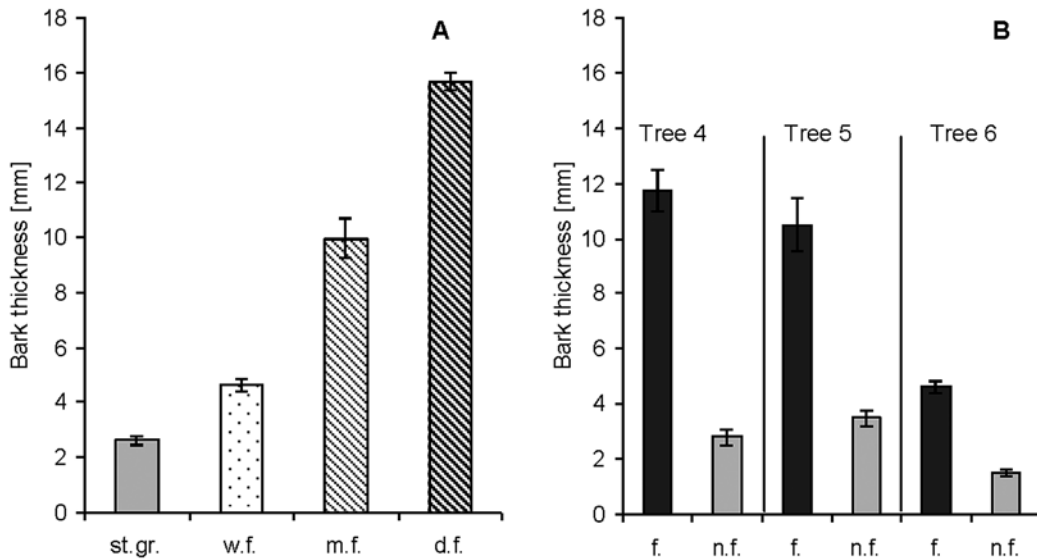 A
Bark thickness [mm]
18
16
14
12
10
8
6
4
2
0
st.gr.
w.f.
m.f.
d.f.
B
Bark thickness [mm]
18
16
14
12
10
8
6
4
2
0
Tree 4
Tree 5
Tree 6
f.
n.f.
f.
n.f.
f.
n.f.